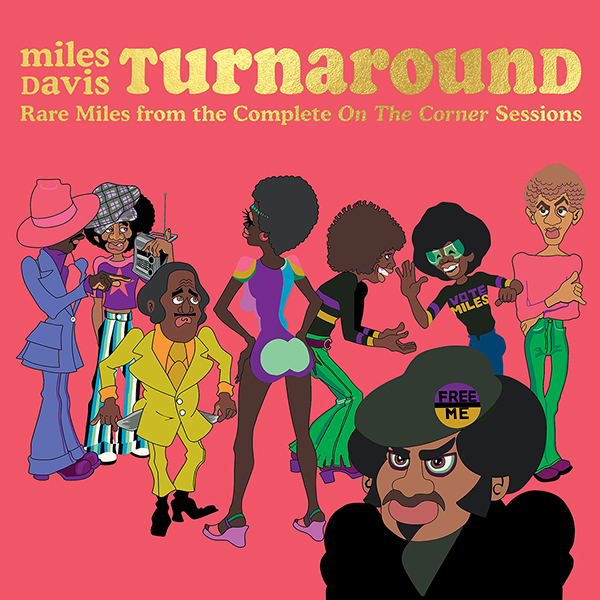 miles
Davis
Turnaround
Rare Miles from the Complete On The Corner Sessions
VOTE
MILES
FREE
ME